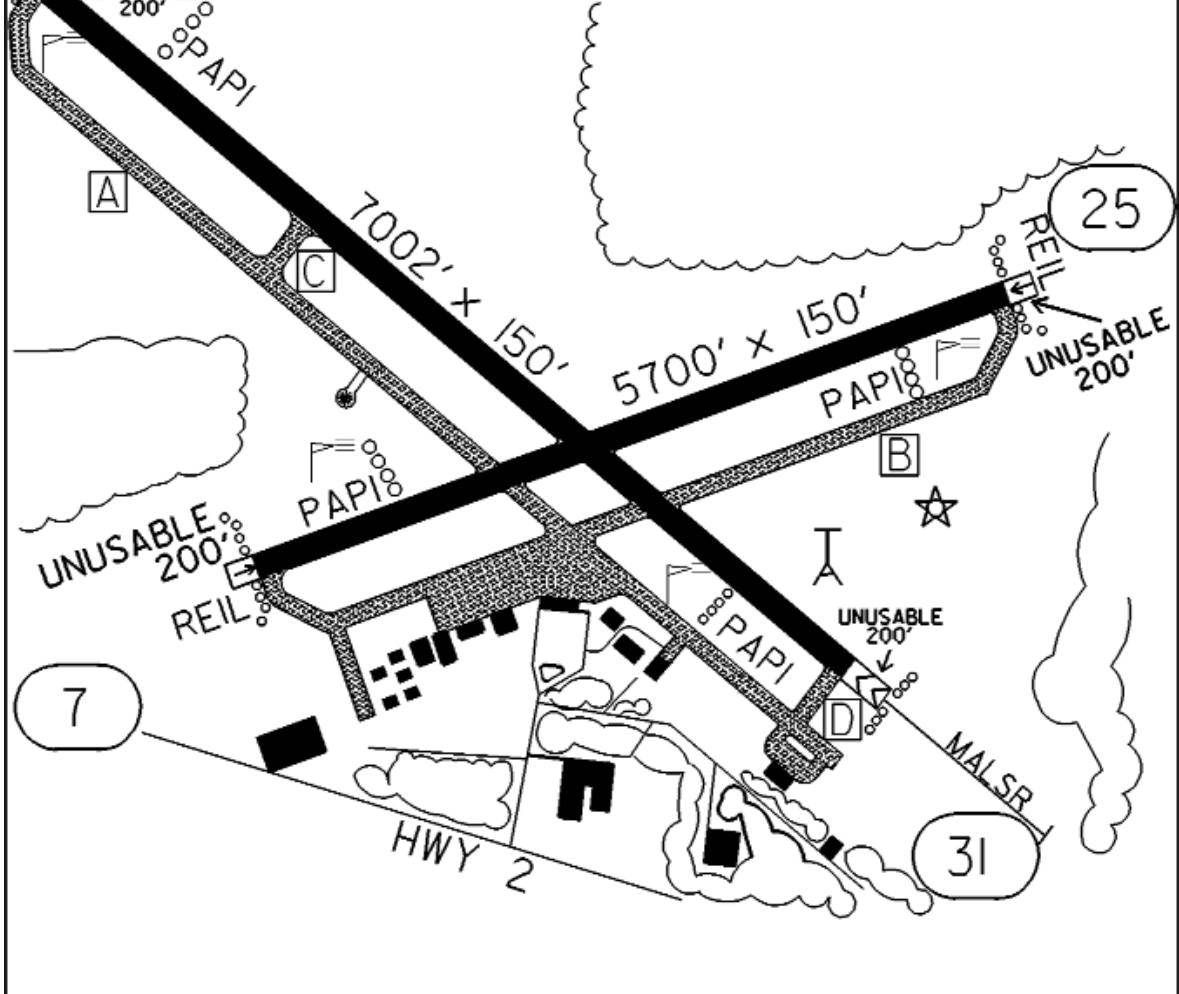 200'
PAPI
A
25
REIL
7002' x 150'
C
5700' x 150'
UNUSABLE
200'
PAPI
B
PAPI
UNUSABLE
200'
REIL
UNUSABLE
200'
PAPI
7
D
MALSR
31
HWY 2